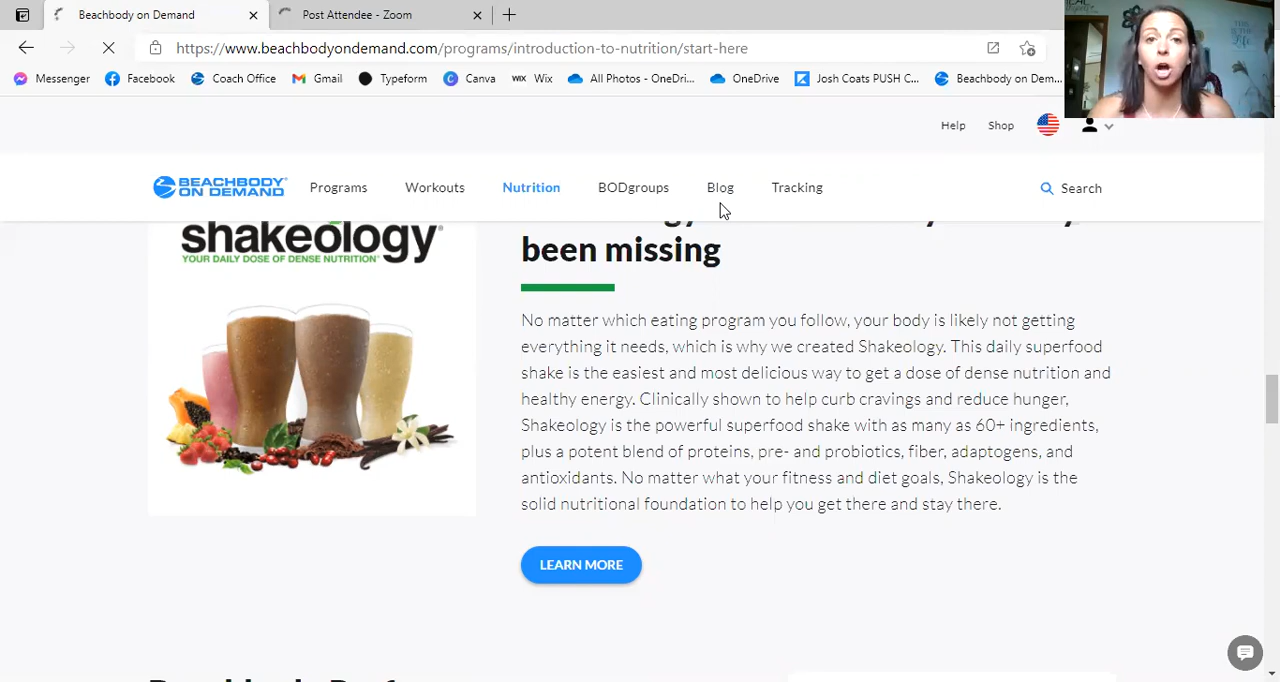 Beachbody on Demand
Post Attendee - Zoom
https://www.beachbodyondemand.com/programs/introduction-to-nutrition/start-here
Messenger
Facebook
Coach Office
Gmail
Typeform
Canva
WIX Wix
All Photos - OneDri...
OneDrive
Josh Coats PUSH C...
Beachbody on Dem...
Help
Shop
BEACHBODY
ON DEMAND
Programs
Workouts
Nutrition
BODgroups
Blog
Tracking
Search
shakeology
YOUR DAILY DOSE OF DENSE NUTRITION
been missing
No matter which eating program you follow, your body is likely not getting
everything it needs, which is why we created Shakeology. This daily superfood
shake is the easiest and most delicious way to get a dose of dense nutrition and
healthy energy. Clinically shown to help curb cravings and reduce hunger,
Shakeology is the powerful superfood shake with as many as 60+ ingredients,
plus a potent blend of proteins, pre- and probiotics, fiber, adaptogens, and
antioxidants. No matter what your fitness and diet goals, Shakeology is the
solid nutritional foundation to help you get there and stay there.
LEARN MORE